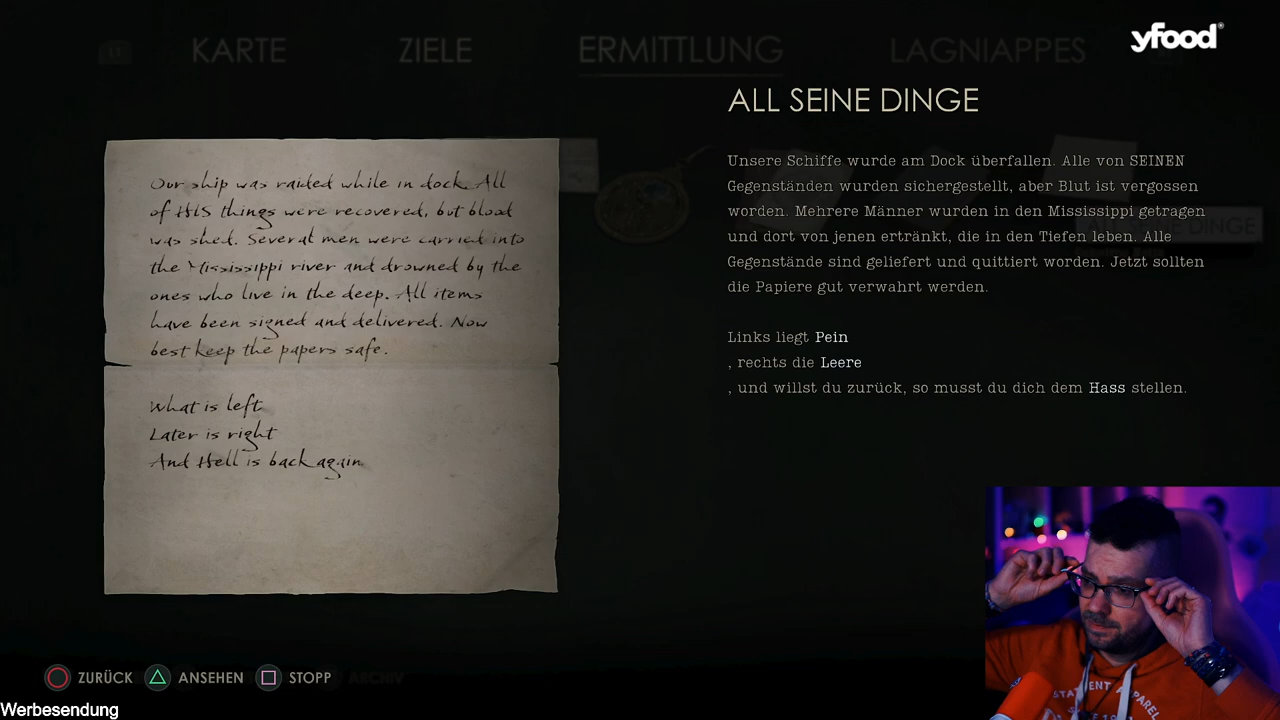 KARTE
ZIELE
ERMITTLUNG
LAGNIAPPES
yfood®
ALL SEINE DINGE
Our ship was raided while in dock. All
of HIS things were recovered, but blood
was shed. Several men were carried into
the Mississippi river and drowned by the
ones who live in the deep. All items
have been signed and delivered. Now
best keep the papers safe.
What is left
Later is right
And Hell is back again
Unsere Schiffe wurde am Dock überfallen. Alle von SEINEN
Gegenständen wurden sichergestellt, aber Blut ist vergossen
worden. Mehrere Männer wurden in den Mississippi getragen
und dort von jenen ertränkt, die in den Tiefen leben. Alle
Gegenstände sind geliefert und quittiert worden. Jetzt sollten
die Papiere gut verwahrt werden.
Links liegt Pein
, rechts die Leere
, und willst du zurück, so musst du dich dem Hass stellen.
ALL SEINE DINGE
ZURÜCK
ANSEHEN
STOPP
ARCHIV
Werbesendung